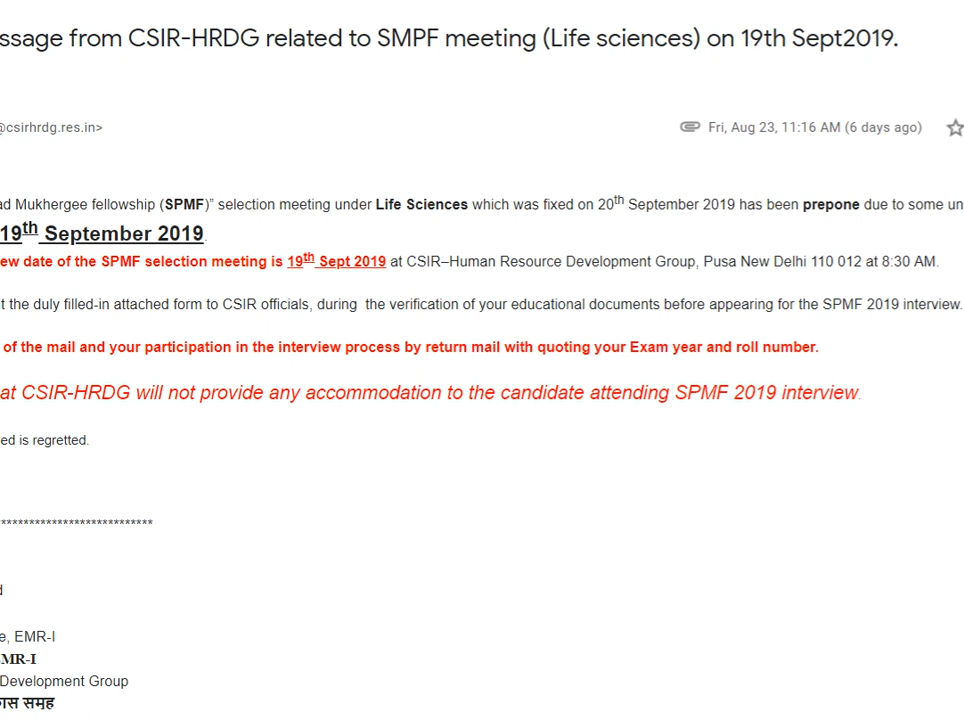 ssage from CSIR-HRDG related to SMPF meeting (Life sciences) on 19th Sept2019.
@csirhrdg.res.in>
Fri, Aug 23, 11:16 AM (6 days ago)
ad Mukhergee fellowship (SPMF)” selection meeting under Life Sciences which was fixed on 20th September 2019 has been prepone due to some un
19th September 2019.
ew date of the SPMF selection meeting is 19th Sept 2019 at CSIR–Human Resource Development Group, Pusa New Delhi 110 012 at 8:30 AM.
t the duly filled-in attached form to CSIR officials, during the verification of your educational documents before appearing for the SPMF 2019 interview.
of the mail and your participation in the interview process by return mail with quoting your Exam year and roll number.
at CSIR-HRDG will not provide any accommodation to the candidate attending SPMF 2019 interview.
ed is regretted.
****************************
d
e, EMR-I
EMR-I
Development Group
कास समूह